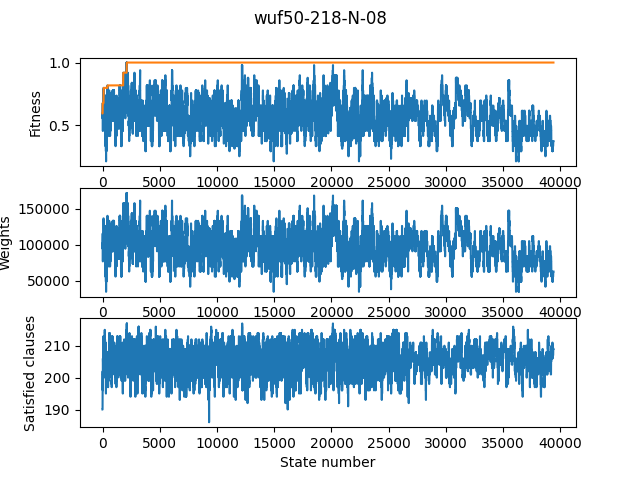 wuf50-218-N-08
1.0
0.5
Fitness
0 5000 10000 15000 20000 25000 30000 35000 40000
150000
100000
50000
Weights
0 5000 10000 15000 20000 25000 30000 35000 40000
210
200
190
Satisfied clauses
0 5000 10000 15000 20000 25000 30000 35000 40000
State number